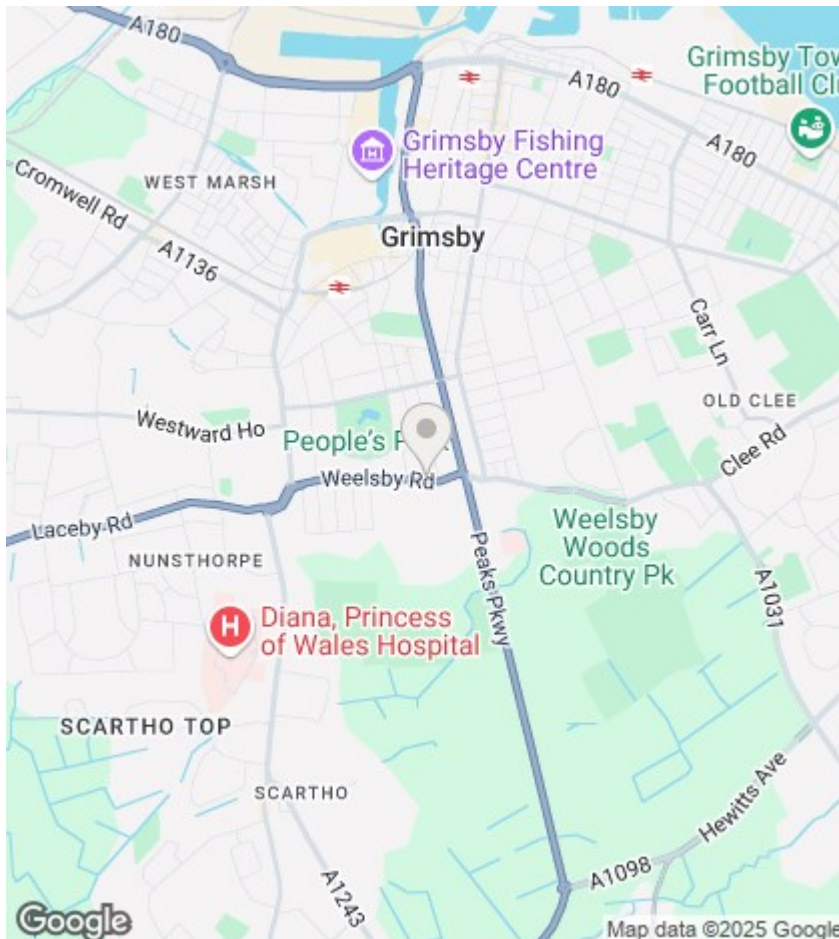 A180
A180
Grimsby Tow
Football Clu
Grimsby Fishing
Heritage Centre
A180
WEST MARSH
Cromwell Rd
Grimsby
A1136
Carr Ln
OLD CLEE
Westward Ho
People's P
Clee Rd
Weelsby Rd
Laceby Rd
Weelsby
Woods
Country Pk
NUNSTHORPE
Peaks Pkwy
A1031
H
Diana, Princess
of Wales Hospital
SCARTHO TOP
SCARTHO
Hewitts Ave
A1098
A1243
Google
Map data ©2025 Google